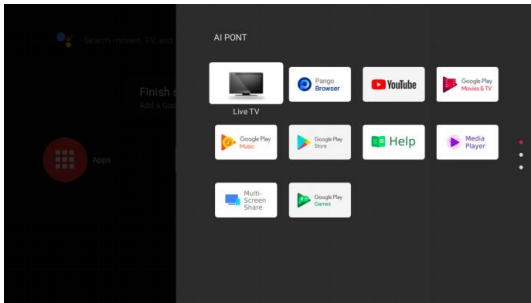 AI PONT
Search movies, TV, and
Finish s
Add a Goo
Apps
Live TV
Pango
Browser
YouTube
Google Play
Movies & TV
Google Play
Music
Google Play
Store
Help
Media
Player
Multi-
Screen
Share
Google Play
Games